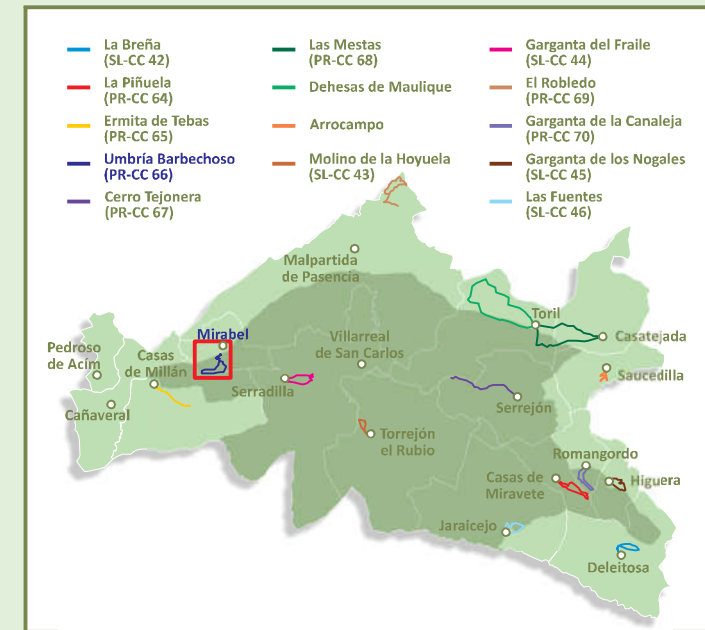 La Breña
(SL-CC 42)
La Piñuela
(PR-CC 64)
Ermita de Tebas
(PR-CC 65)
Umbría Barbechoso
(PR-CC 66)
Cerro Tejonera
(PR-CC 67)
Las Mestas
(PR-CC 68)
Dehesas de Maulique
Arrocampo
Molino de la Hoyuela
(SL-CC 43)
Garganta del Fraile
(SL-CC 44)
El Robledo
(PR-CC 69)
Garganta de la Canaleja
(PR-CC 70)
Garganta de los Nogales
(SL-CC 45)
Las Fuentes
(SL-CC 46)
Malpartida
de Pasencia
Toril
Mirabel
Villarreal
de San Carlos
Casatejada
Pedroso
de Acím
Casas
de Millán
Saucedilla
Serradilla
Serrejón
Cañaveral
Torrejón
el Rubio
Romangordo
Casas de
Miravete
Higuera
Jaraicejo
Deleitosa